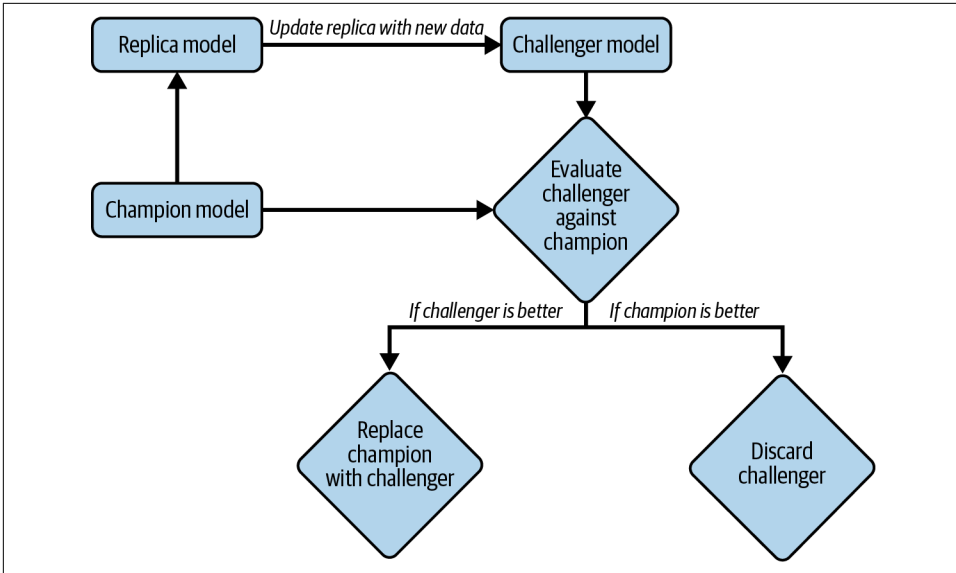 Replica model
Update replica with new data
Challenger model
Champion model
Evaluate
challenger
against
champion
If challenger is better
If champion is better
Replace
champion
with challenger
Discard
challenger